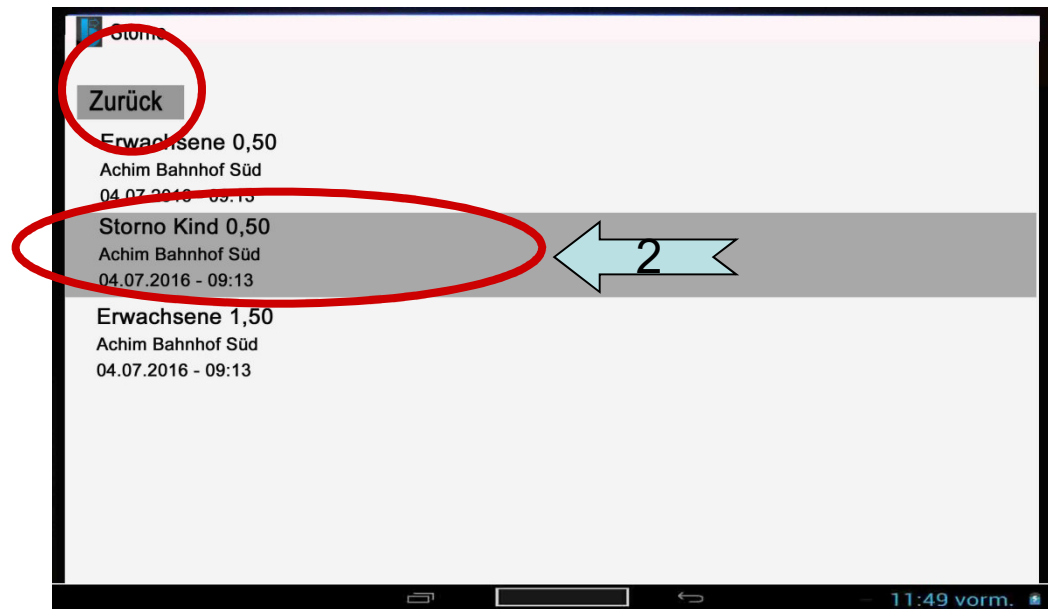 Storno
Zurück
Erwachsene 0,50
Achim Bahnhof Süd
04.07.2016 - 09:13
Storno Kind 0,50
Achim Bahnhof Süd
04.07.2016 - 09:13
2
Erwachsene 1,50
Achim Bahnhof Süd
04.07.2016 - 09:13
11:49 vorm.